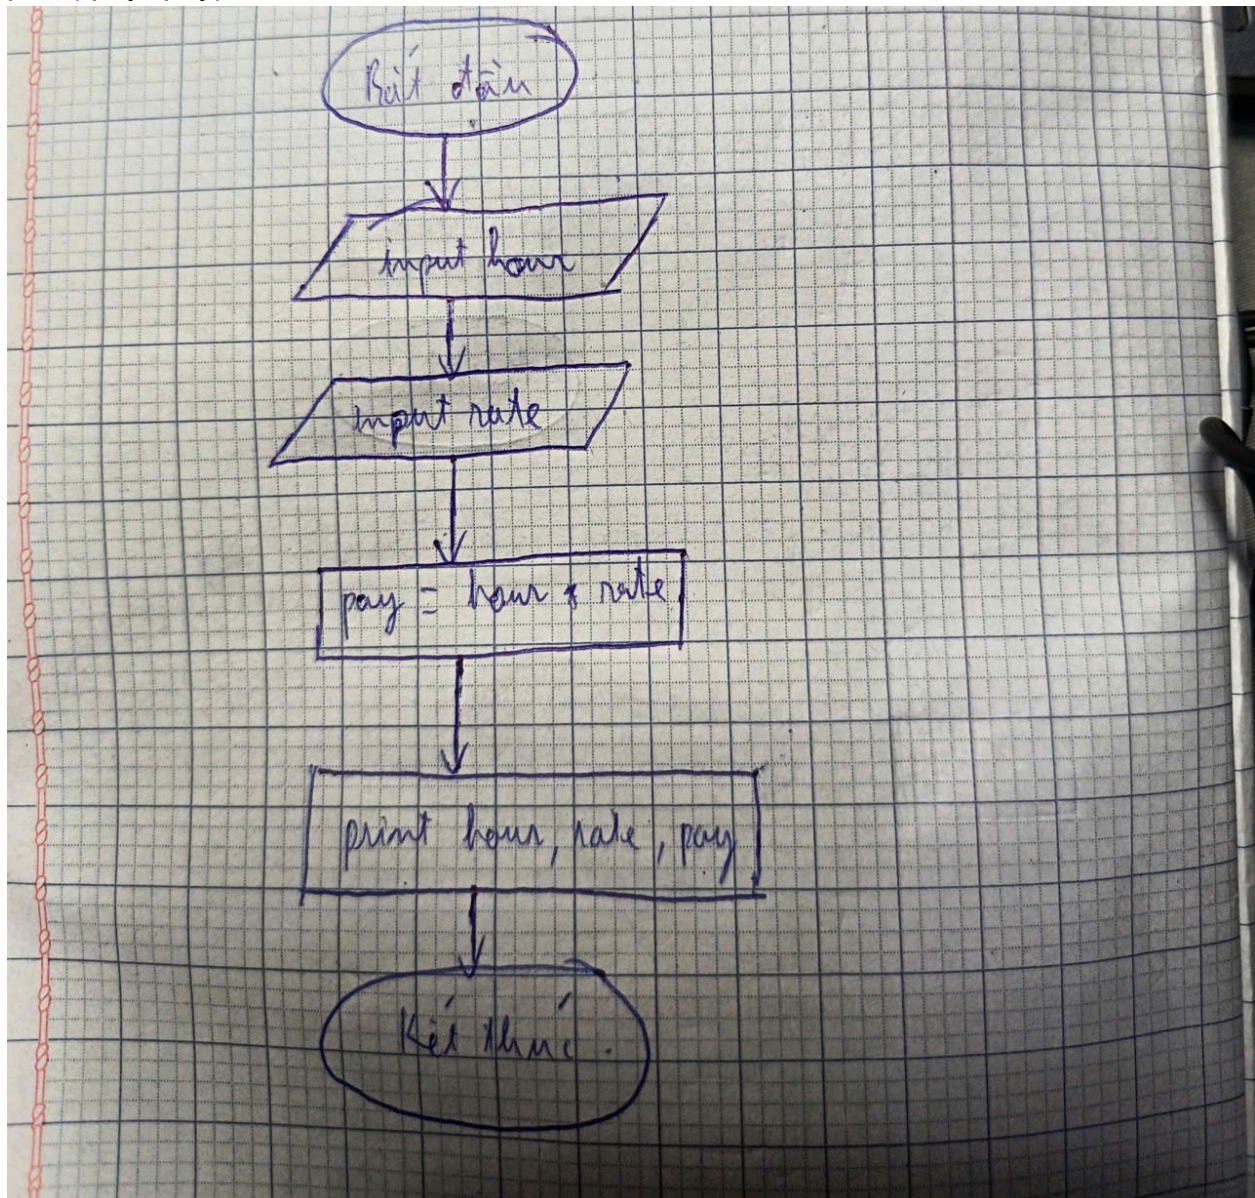 Bắt đầu
input hour
input rate
pay = hour * rate
print hour, rate, pay
Kết thúc